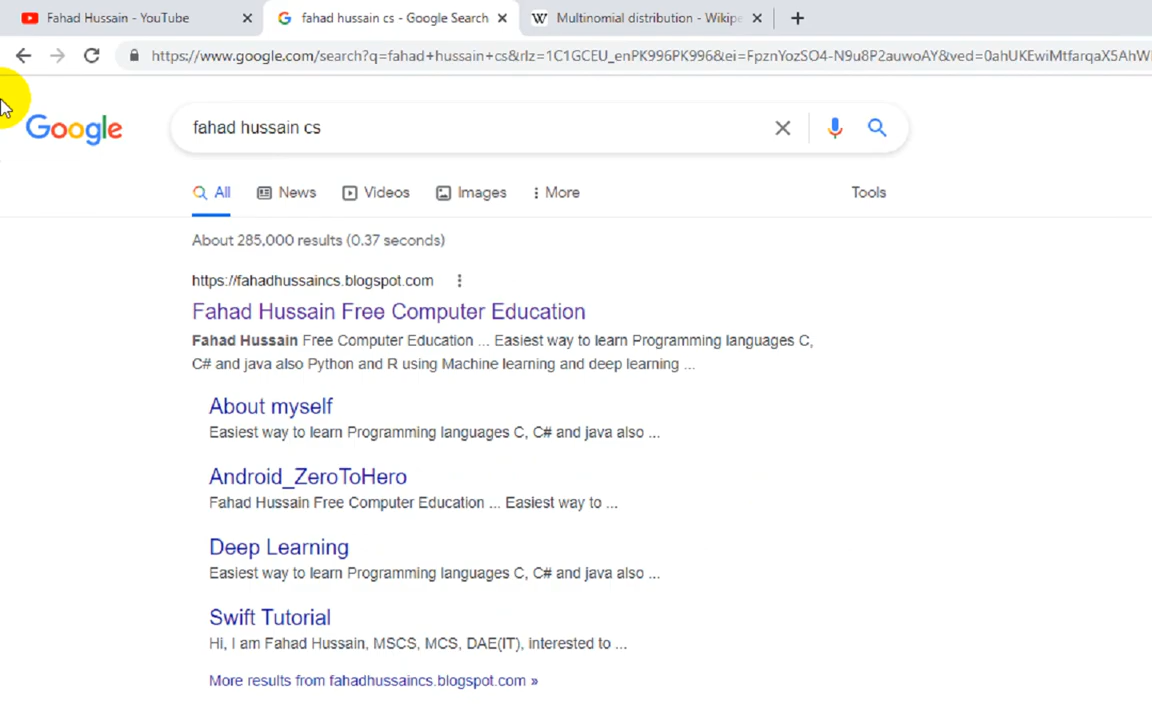 Fahad Hussain - YouTube
fahad hussain cs - Google Search
Multinomial distribution - Wikipe
https://www.google.com/search?q=fahad+hussain+cs&rlz=1C1GCEU_enPK996PK996&ei=FpznYozSO4-N9u8P2auwoAY&ved=0ahUKEwiMtfarqaX5AhW
Google
fahad hussain cs
All News Videos Images More Tools
About 285,000 results (0.37 seconds)
https://fahadhussaincs.blogspot.com
Fahad Hussain Free Computer Education
Fahad Hussain Free Computer Education ... Easiest way to learn Programming languages C,
C# and java also Python and R using Machine learning and deep learning ...
About myself
Easiest way to learn Programming languages C, C# and java also ...
Android_ZeroToHero
Fahad Hussain Free Computer Education ... Easiest way to ...
Deep Learning
Easiest way to learn Programming languages C, C# and java also ...
Swift Tutorial
Hi, I am Fahad Hussain, MSCS, MCS, DAE(IT), interested to ...
More results from fahadhussaincs.blogspot.com »